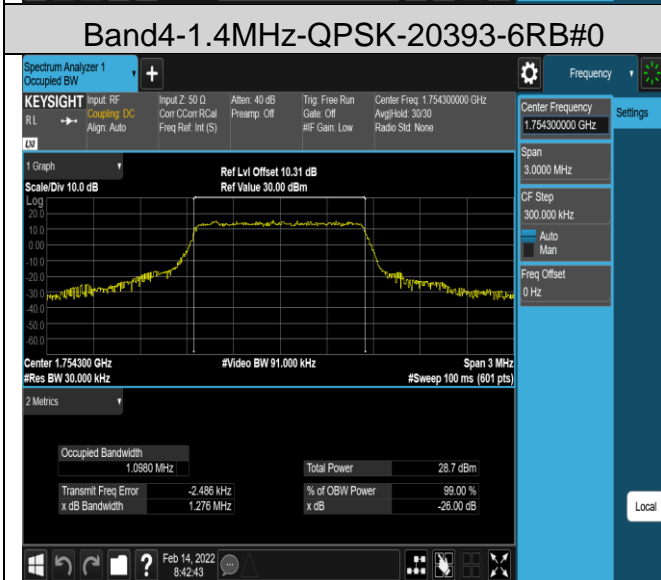 Band4-1.4MHz-QPSK-20393-6RB#0
Spectrum Analyzer 1
Occupied BW
+
Frequency
KEYSIGHT
RL
Input: RF
Coupling: DC
Align: Auto
Input Z: 50 Ω
Corr CCorr RCal
Freq Ref: Int (S)
Atten: 40 dB
Preamp: Off
Trig: Free Run
Gate: Off
#IF Gain: Low
Center Freq: 1.754300000 GHz
Avg|Hold: 30/30
Radio Std: None
Center Frequency
1.754300000 GHz
Settings
Span
3.0000 MHz
CF Step
300.000 kHz
Auto
Man
Freq Offset
0 Hz
1 Graph
Scale/Div 10.0 dB
Ref Lvl Offset 10.31 dB
Ref Value 30.00 dBm
Log
20.0
10.0
0.00
-10.0
-20.0
-30.0
-40.0
-50.0
-60.0
Center 1.754300 GHz
#Res BW 30.000 kHz
#Video BW 91.000 kHz
Span 3 MHz
#Sweep 100 ms (601 pts)
2 Metrics
Occupied Bandwidth
1.0980 MHz
Total Power 28.7 dBm
Transmit Freq Error -2.486 kHz
% of OBW Power 99.00 %
x dB Bandwidth 1.276 MHz
x dB -26.00 dB
Local
?
Feb 14, 2022
8:42:43